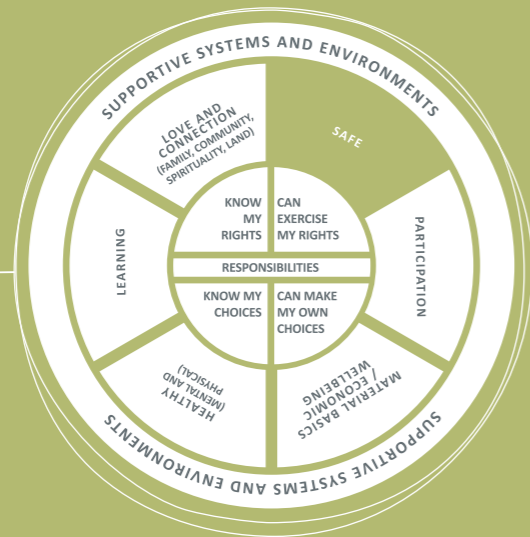 SUPPORTIVE SYSTEMS AND ENVIRONMENTS
LOVE AND
CONNECTION
(FAMILY, COMMUNITY,
SPIRITUALITY, LAND)
SAFE
LEARNING
KNOW
MY
RIGHTS
CAN
EXERCISE
MY RIGHTS
PARTICIPATION
RESPONSIBILITIES
KNOW MY
CHOICES
CAN MAKE
MY OWN
CHOICES
HEALTHY
(MENTAL AND
PHYSICAL)
MATERIAL BASICS
/ ECONOMIC
WELLBEING
SUPPORTIVE SYSTEMS AND ENVIRONMENTS